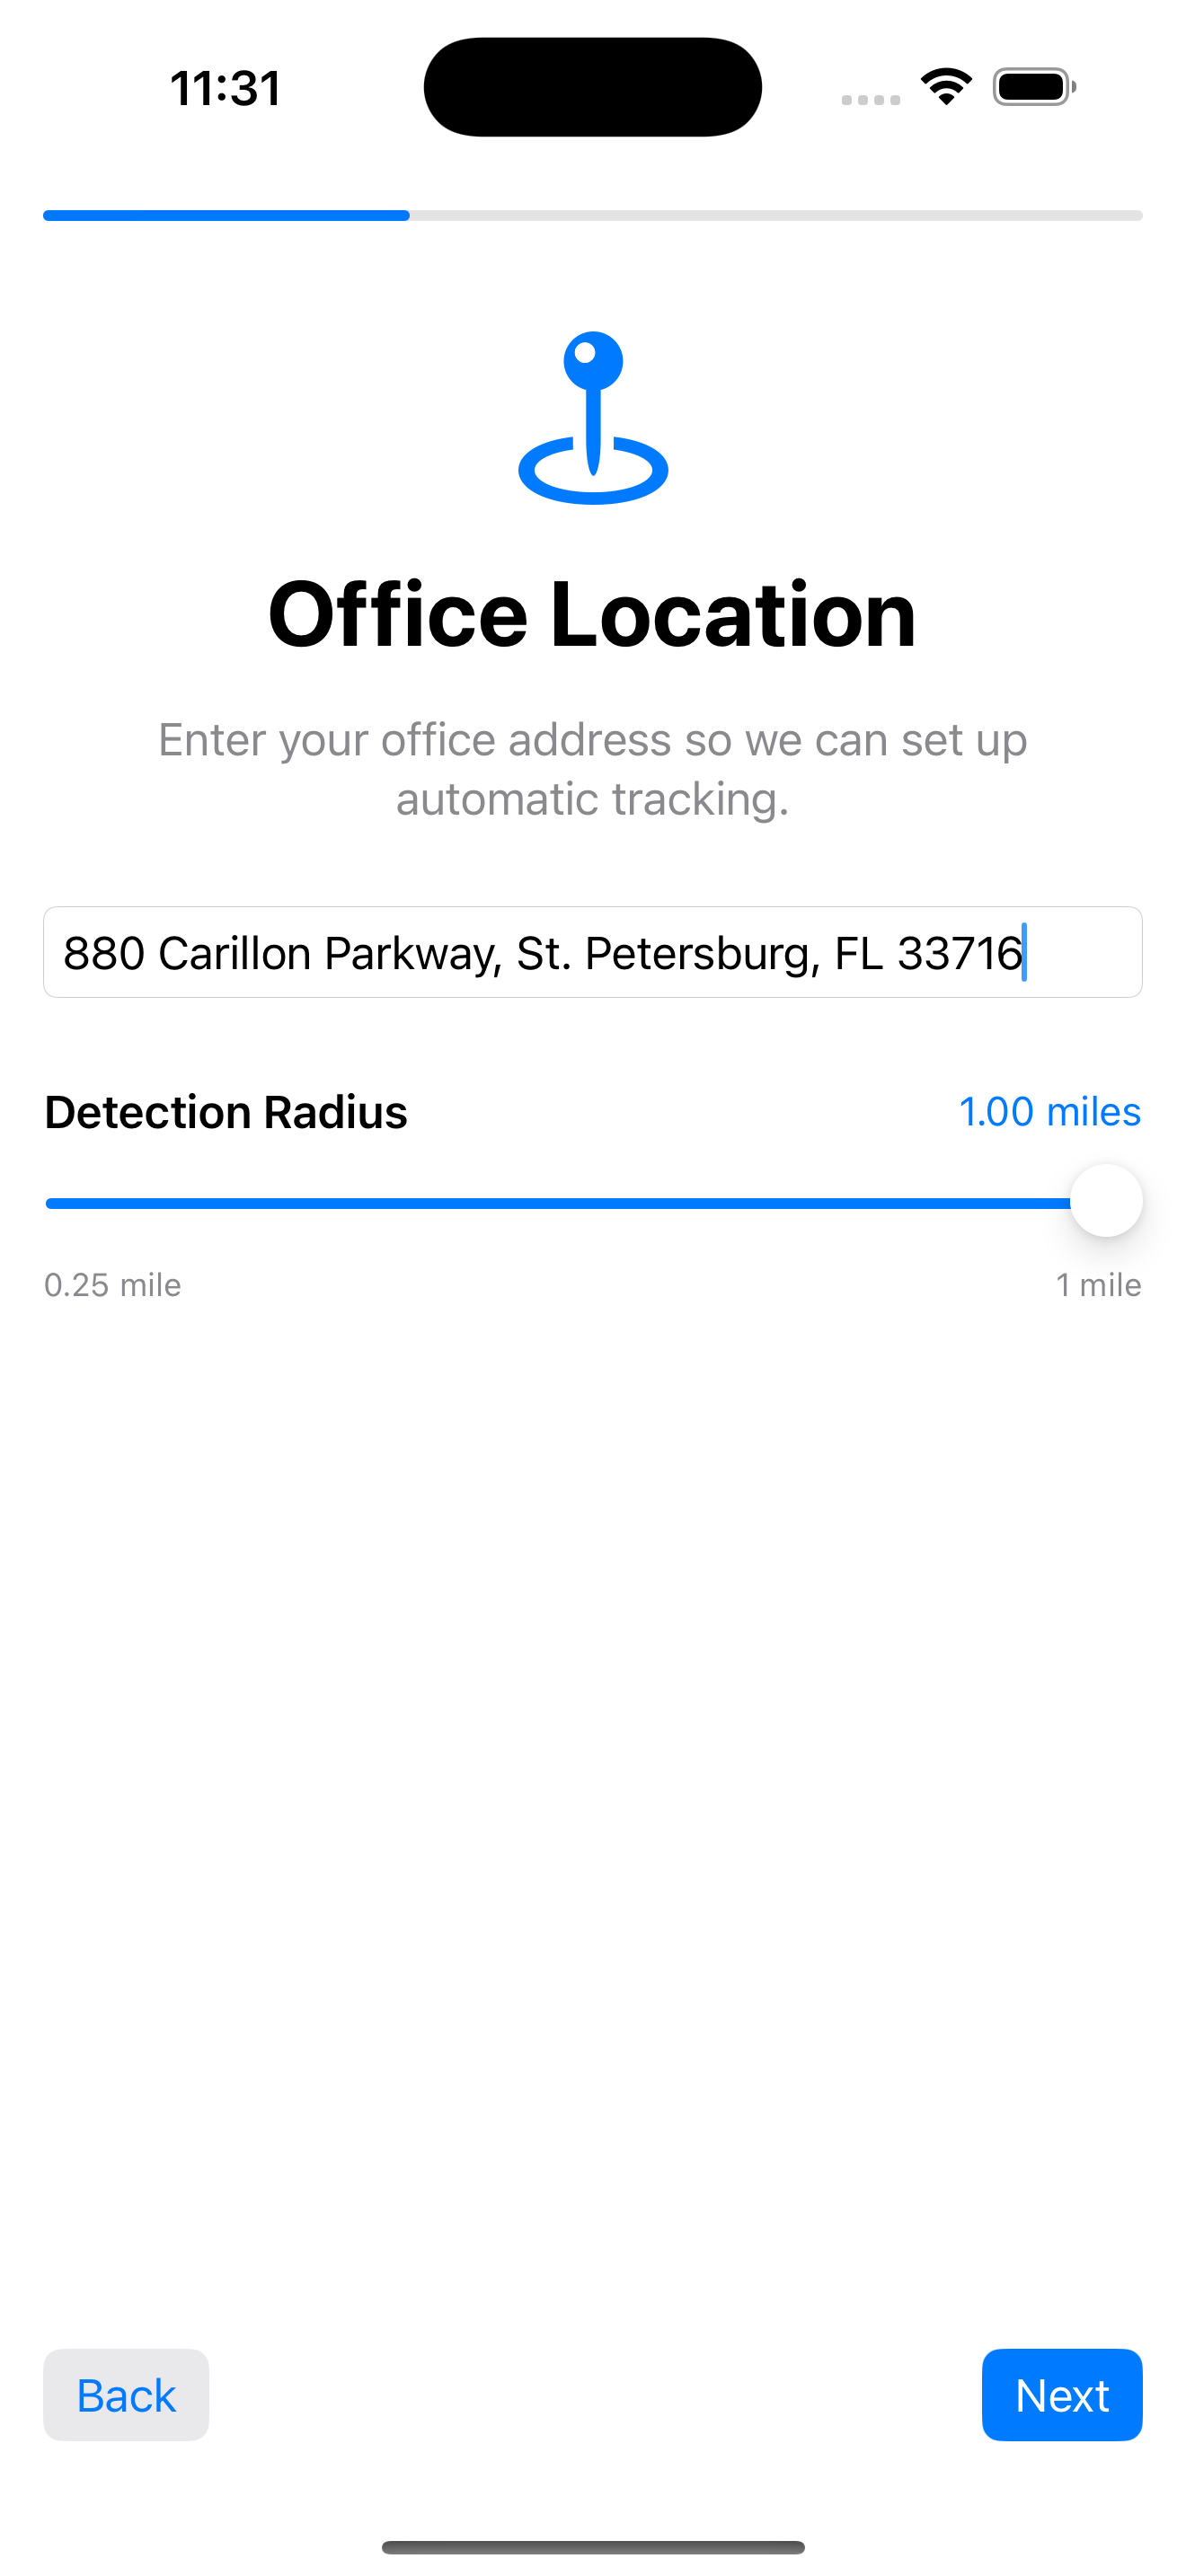 11:31
Office Location
Enter your office address so we can set up
automatic tracking.
880 Carillon Parkway, St. Petersburg, FL 33716
Detection Radius
1.00 miles
0.25 mile
1 mile
Back
Next